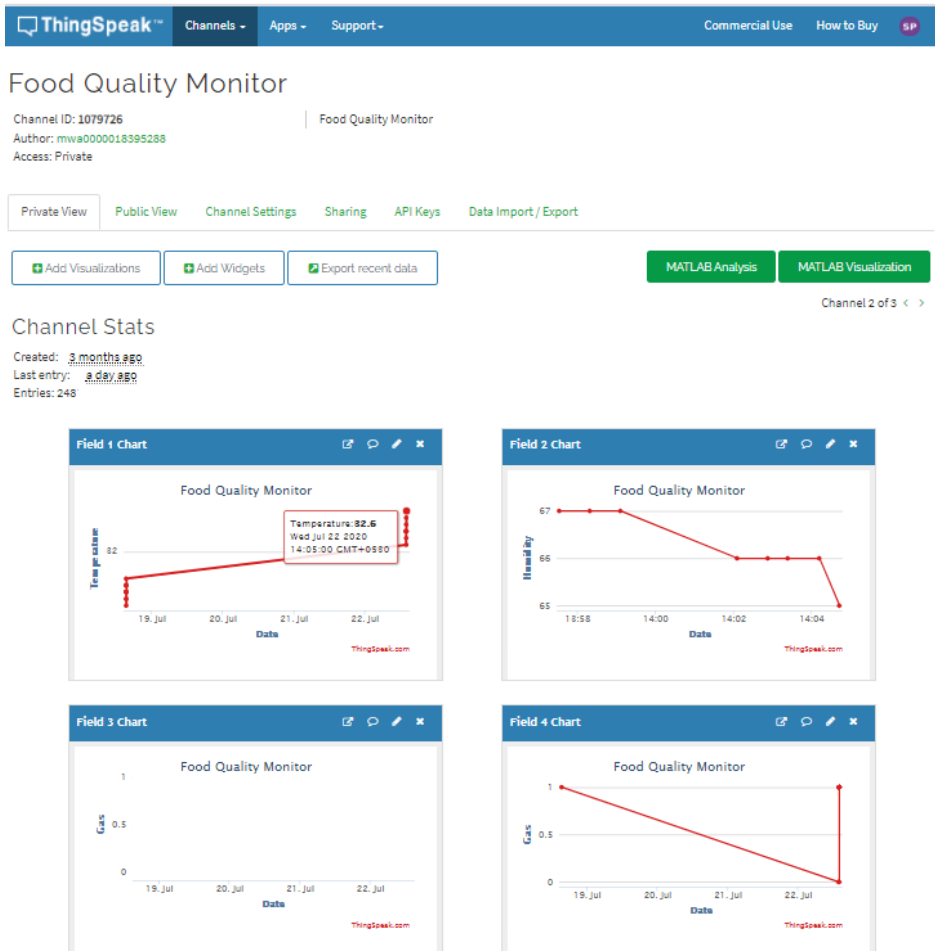 ThingSpeak™ Channels Apps Support Commercial Use How to Buy SP
Food Quality Monitor
Channel ID: 1079726 Food Quality Monitor
Author: mwa0000018395288
Access: Private
Private View Public View Channel Settings Sharing API Keys Data Import / Export
Add Visualizations Add Widgets Export recent data MATLAB Analysis MATLAB Visualization
Channel 2 of 3 < >
Channel Stats
Created: 3 months ago
Last entry: a day ago
Entries: 248
Field 1 Chart
Food Quality Monitor
Temperature
32
Temperature:32.6
Wed Jul 22 2020
14:05:00 GMT+0530
19. Jul 20. Jul 21. Jul 22. Jul
Date
ThingSpeak.com
Field 2 Chart
Food Quality Monitor
Humidity
67
66
65
13:58 14:00 14:02 14:04
Date
ThingSpeak.com
Field 3 Chart
Food Quality Monitor
Gas
1
0.5
0
19. Jul 20. Jul 21. Jul 22. Jul
Date
ThingSpeak.com
Field 4 Chart
Food Quality Monitor
Gas
1
0.5
0
19. Jul 20. Jul 21. Jul 22. Jul
Date
ThingSpeak.com